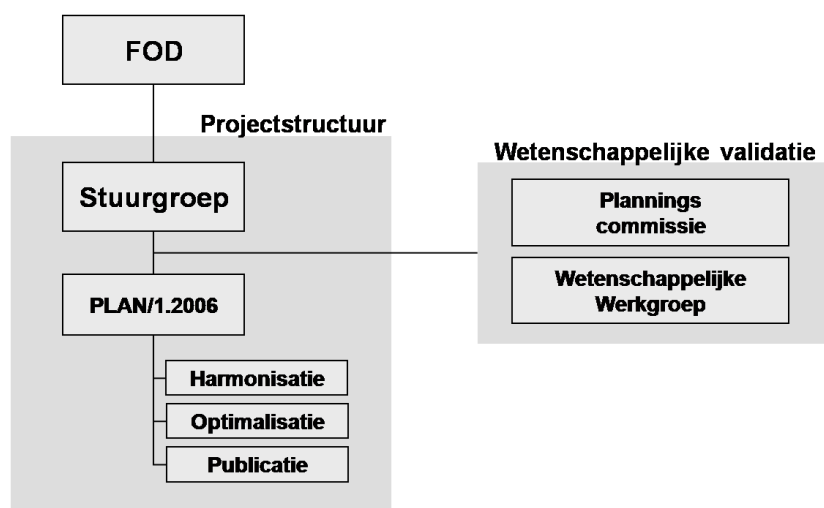 FOD
Projectstructuur
Stuurgroep
PLAN/1.2006
Harmonisatie
Optimalisatie
Publicatie
Wetenschappelijke validatie
Plannings
commissie
Wetenschappelijke
Werkgroep